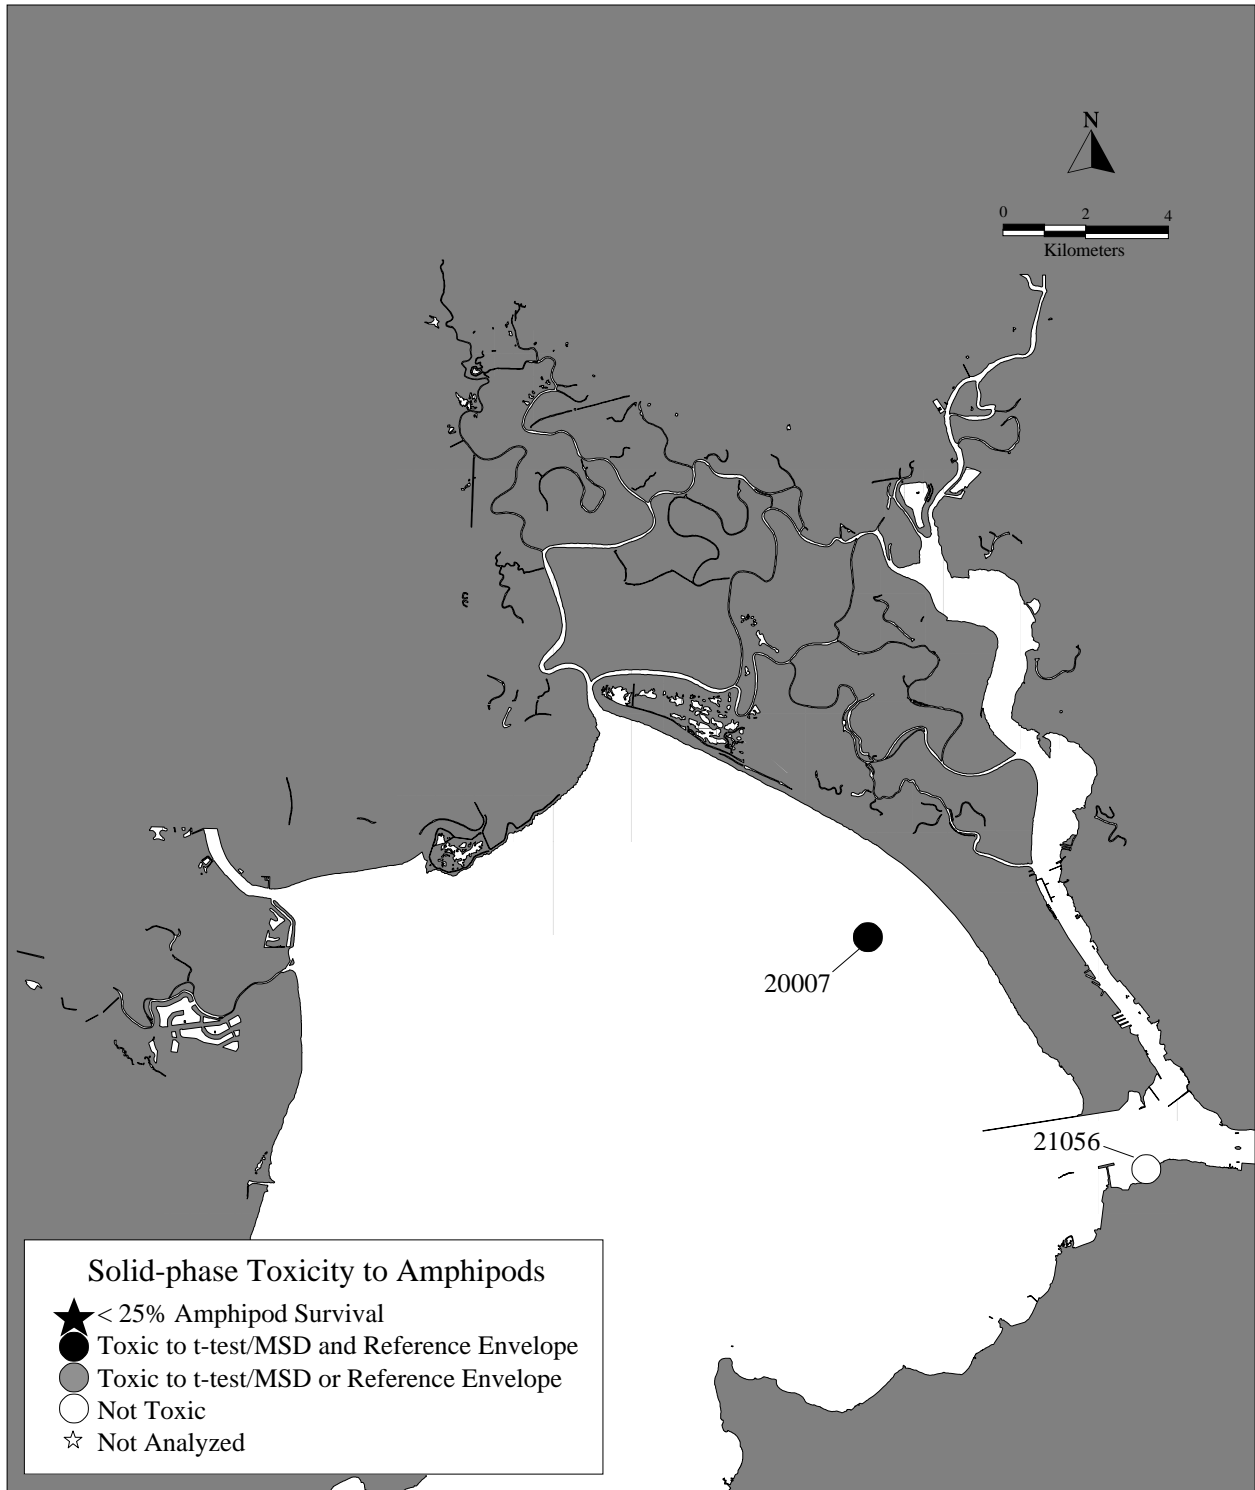 N
0 2 4
Kilometers
20007
21056
Solid-phase Toxicity to Amphipods
< 25% Amphipod Survival
Toxic to t-test/MSD and Reference Envelope
Toxic to t-test/MSD or Reference Envelope
Not Toxic
Not Analyzed